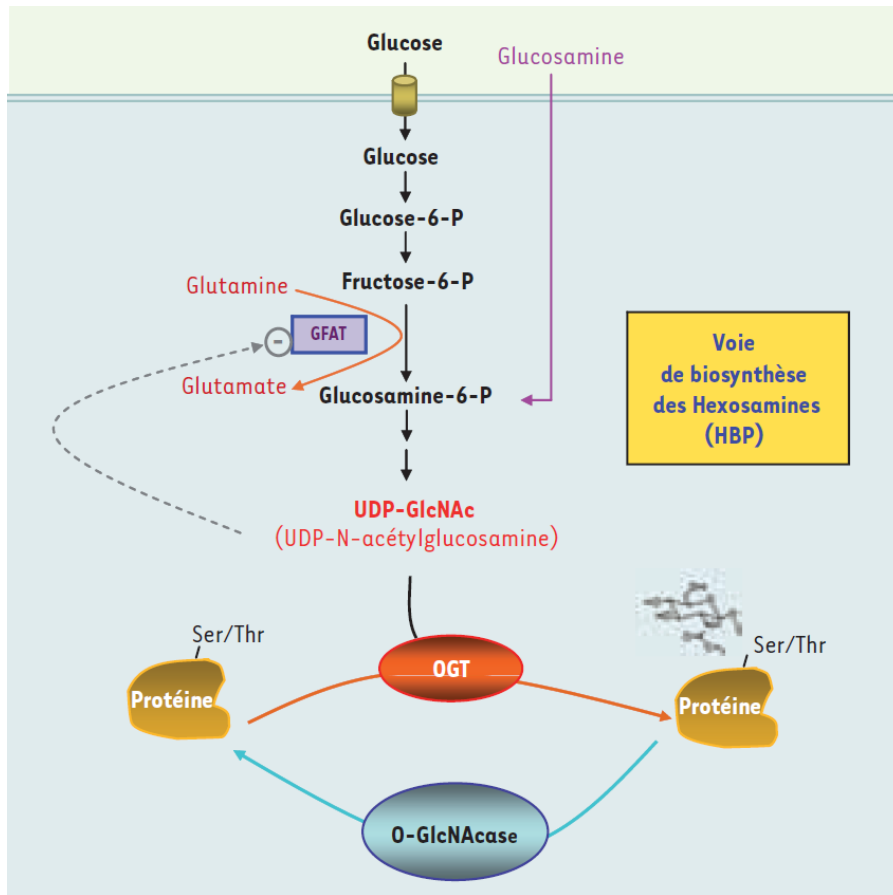 Glucose
Glucosamine
Glucose
Glucose-6-P
Fructose-6-P
Glutamine
GFAT
-
Glutamate
Glucosamine-6-P
Voie
de biosynthèse
des Hexosamines
(HBP)
UDP-GlcNAc
(UDP-N-acétylglucosamine)
Ser/Thr
Protéine
OGT
Ser/Thr
Protéine
O-GlcNAcase